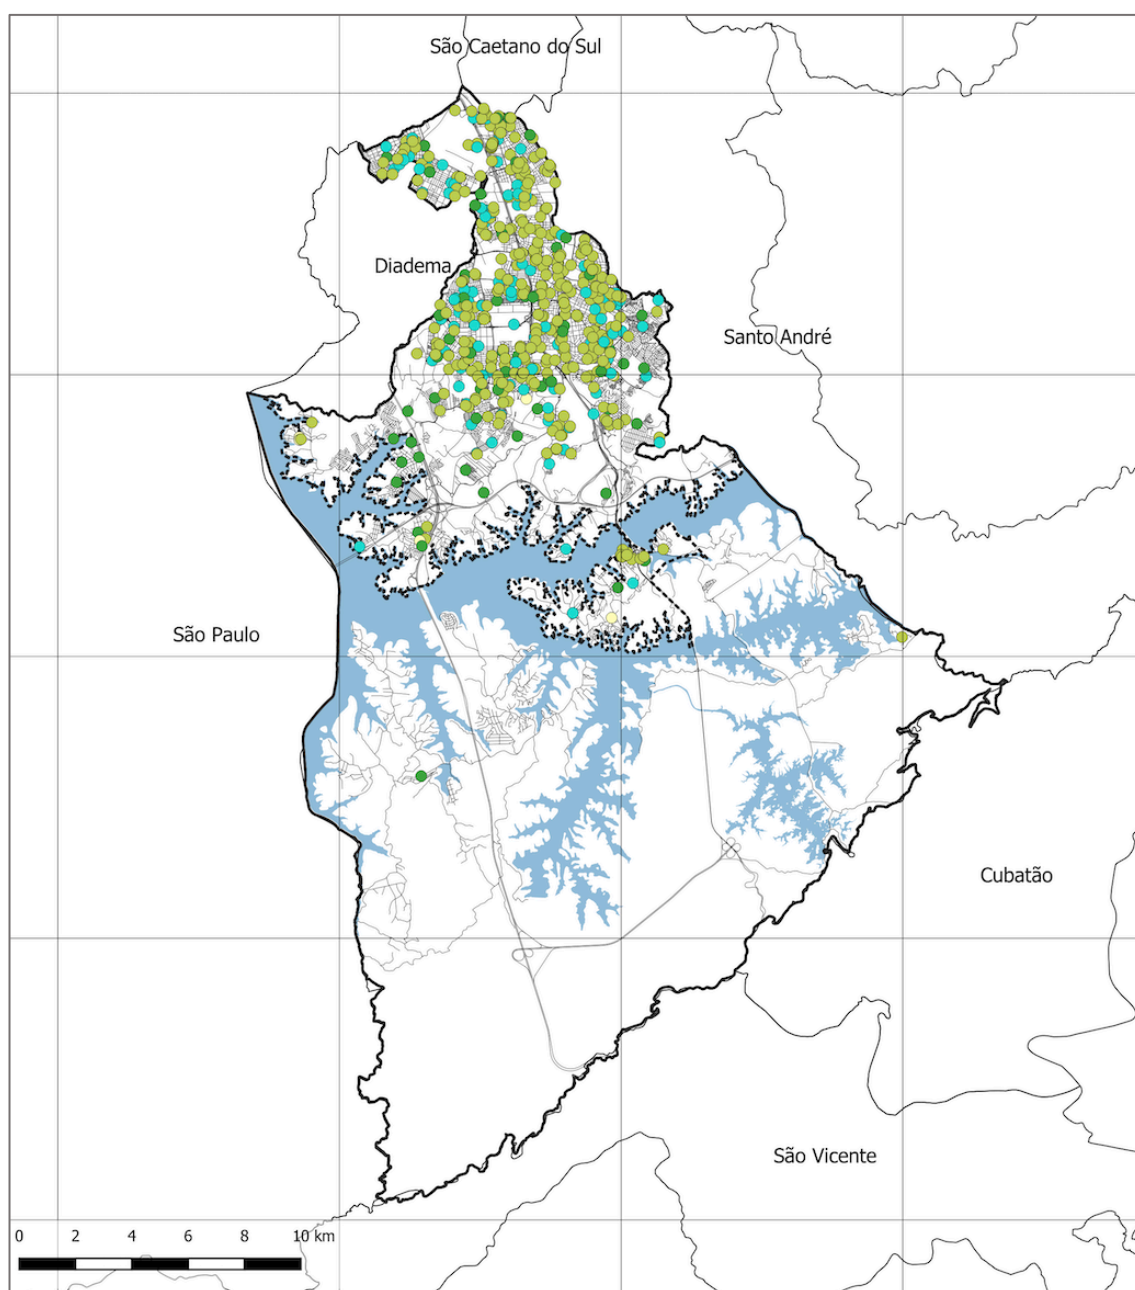 São Caetano do Sul
Diadema
Santo André
São Paulo
Cubatão
São Vicente
0 2 4 6 8 10 km